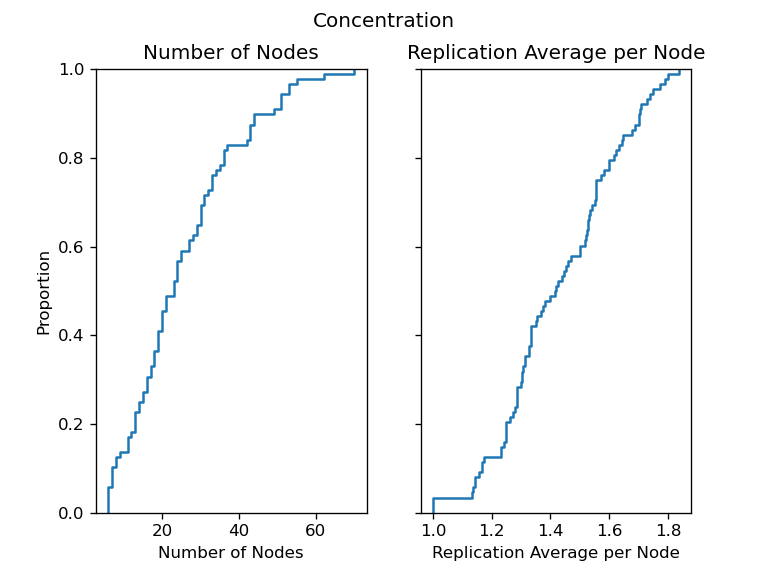 Concentration
Number of Nodes
Replication Average per Node
1.0
0.8
0.6
0.4
0.2
0.0
Proportion
20 40 60
1.0 1.2 1.4 1.6 1.8
Number of Nodes
Replication Average per Node